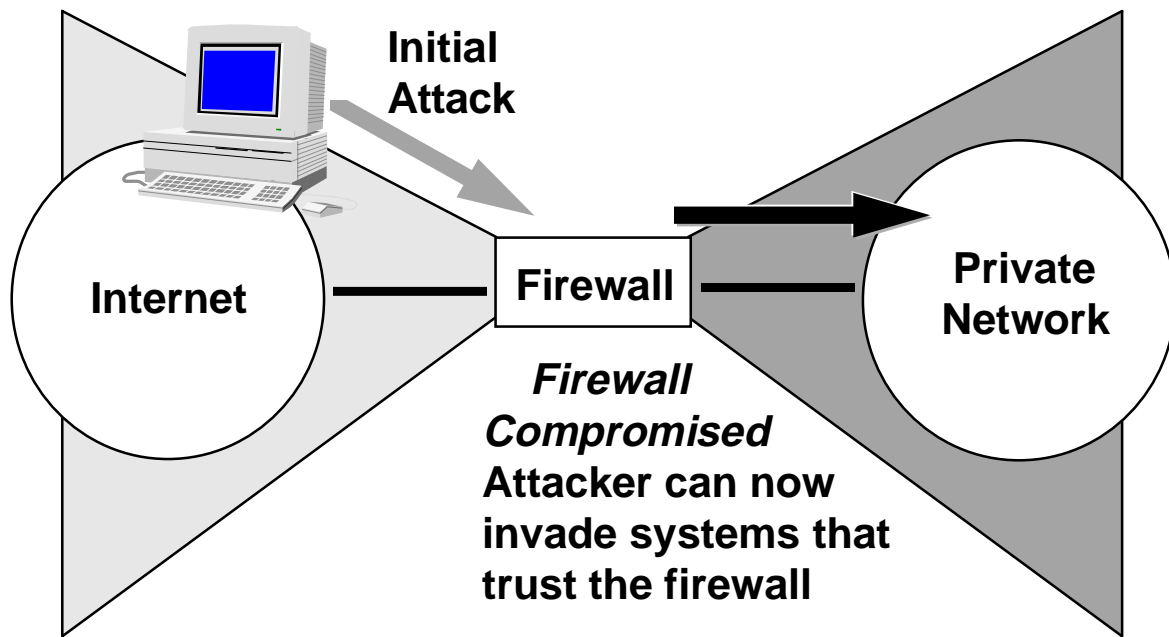 Initial
Attack
Internet
Firewall
Private
Network
Firewall
Compromised
Attacker can now
invade systems that
trust the firewall